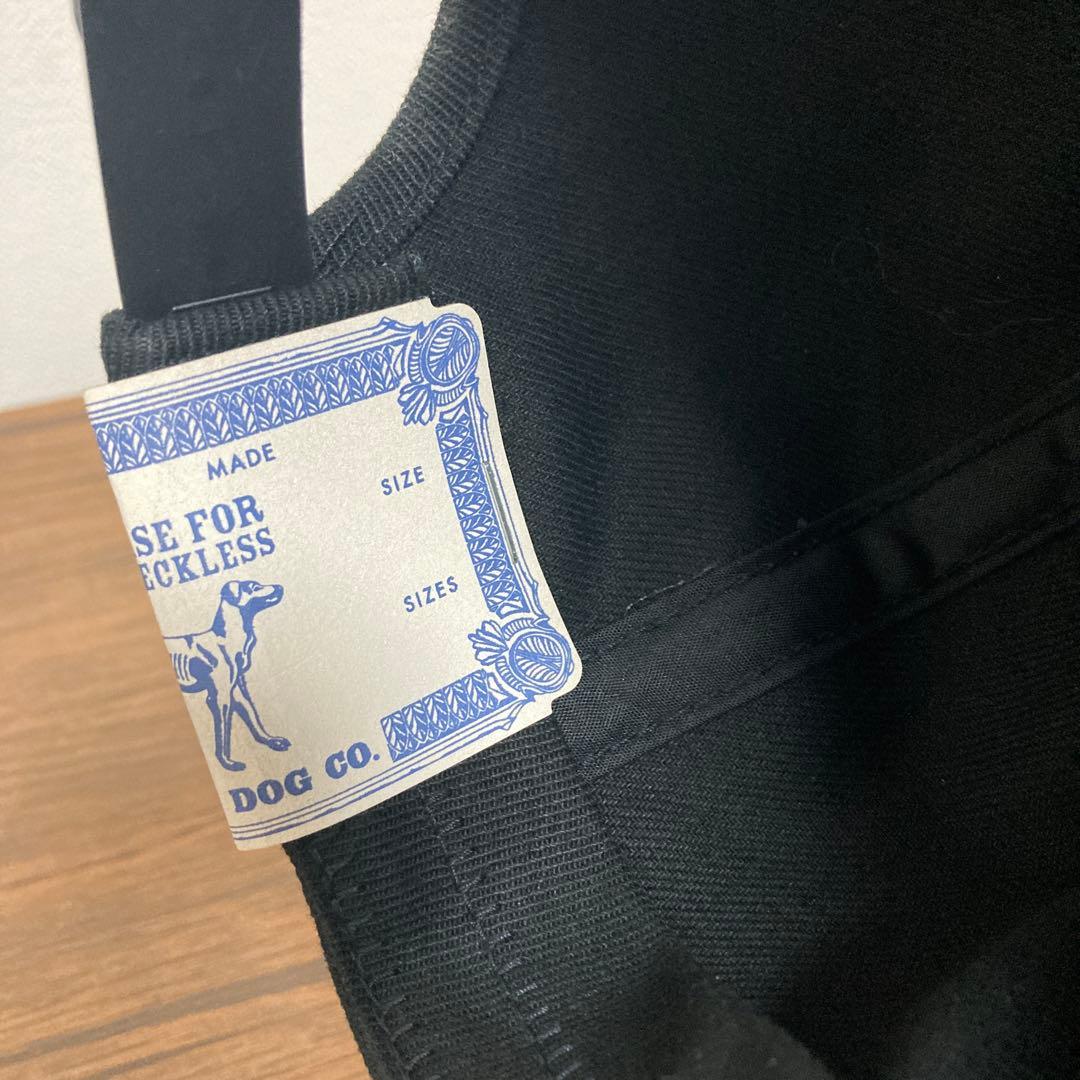 MADE
SIZE
SE FOR
ECKLESS
SIZES
DOG CO.